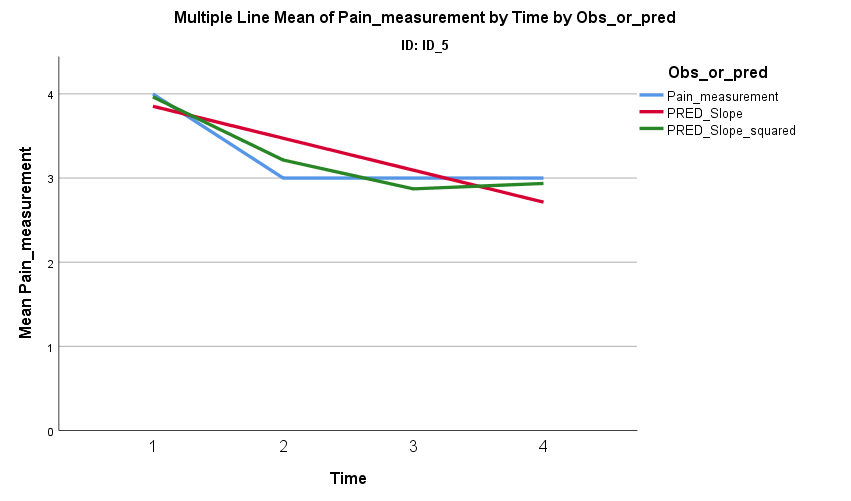 Multiple Line Mean of Pain_measurement by Time by Obs_or_pred
ID: ID_5
Obs_or_pred
Pain_measurement
PRED_Slope
PRED_Slope_squared
Mean Pain_measurement
4
3
2
1
0
1 2 3 4
Time